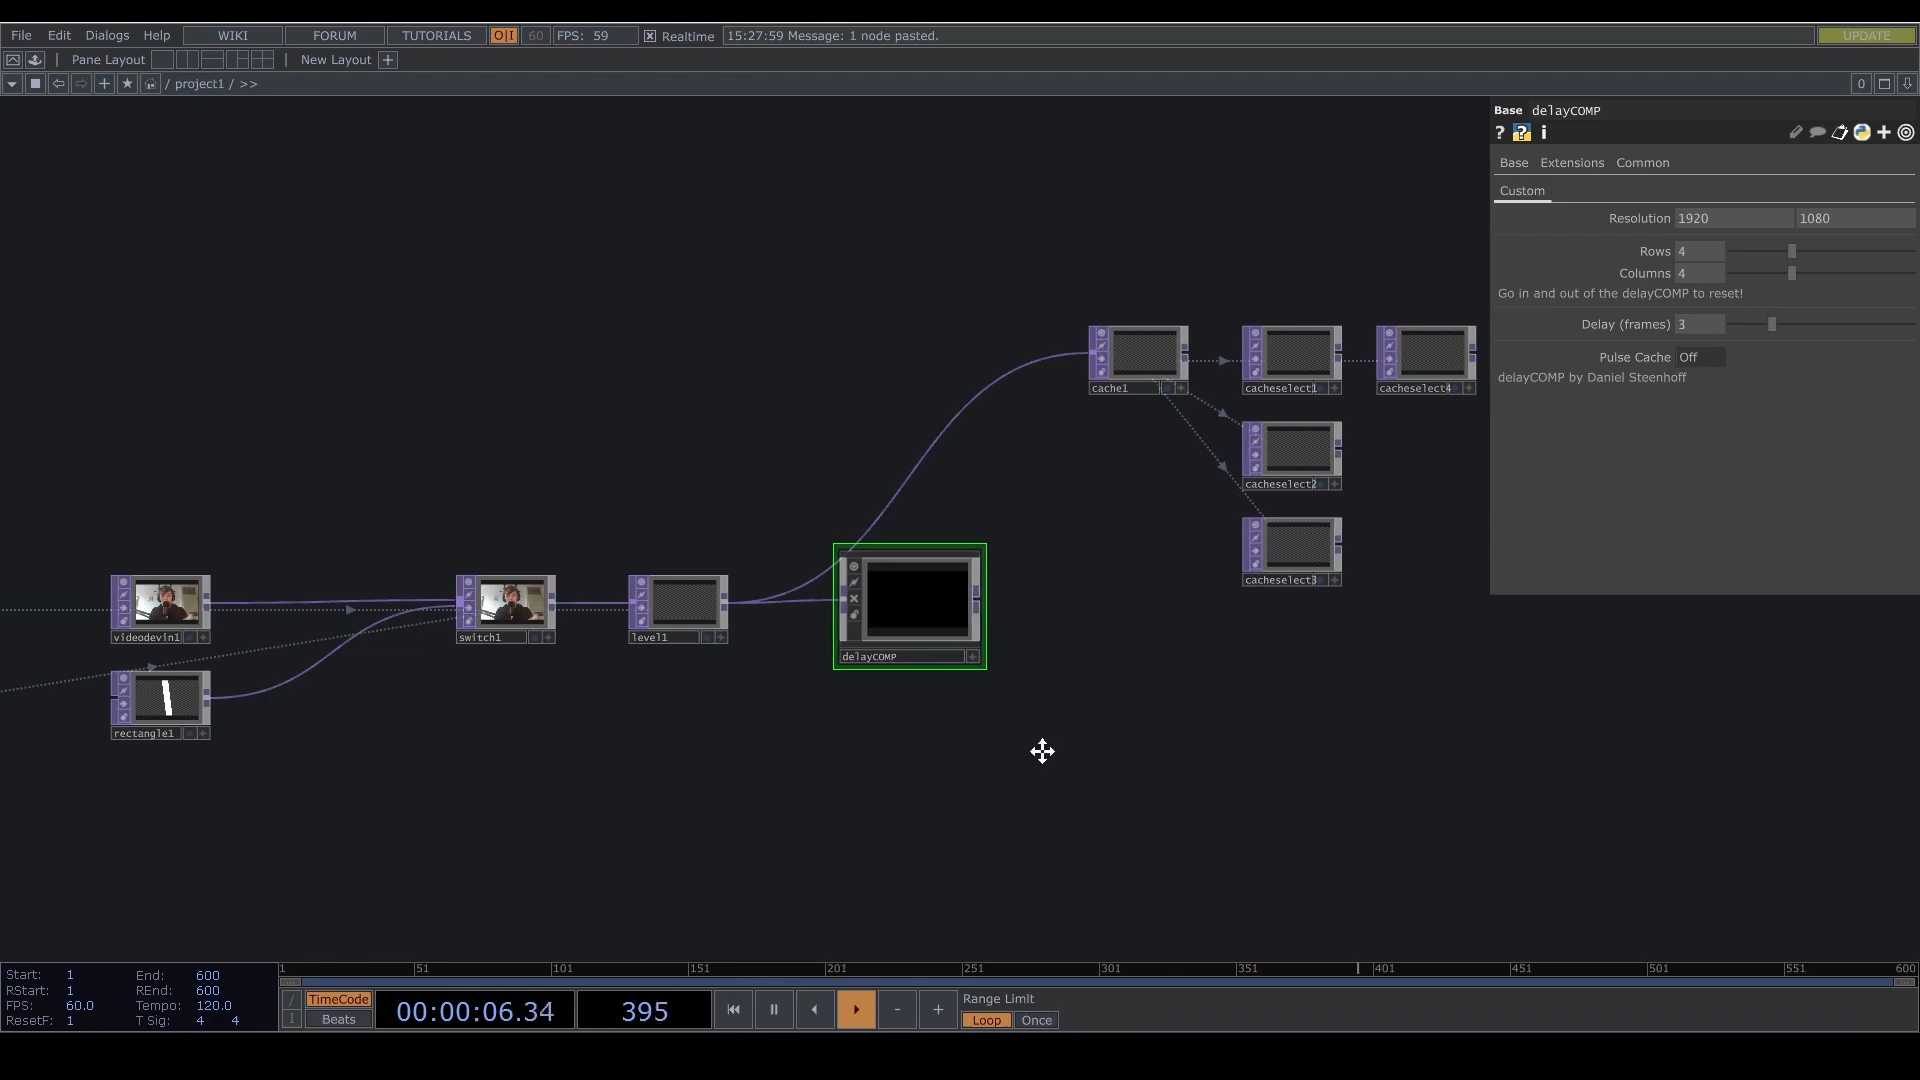 File Edit Dialogs Help WIKI FORUM TUTORIALS O|I 60 FPS: 59 Realtime 15:27:59 Message: 1 node pasted. UPDATE
Pane Layout New Layout +
/ project1 / >> 0
Base delayCOMP
? ? i
Base Extensions Common
Custom
Resolution 1920 1080
Rows 4
Columns 4
Go in and out of the delayCOMP to reset!
Delay (frames) 3
Pulse Cache Off
delayCOMP by Daniel Steenhoff
cache1 cacheselect1 cacheselect4
cacheselect2
cacheselect3
videodevin1 switch1 level1
delayCOMP
rectangle1
1 51 101 151 201 251 301 351 401 451 501 551 600
Start: 1 End: 600
RStart: 1 REnd: 600
FPS: 60.0 Tempo: 120.0
ResetF: 1 T Sig: 4 4
/ TimeCode
I Beats
00:00:06.34 395 - +
Range Limit
Loop Once